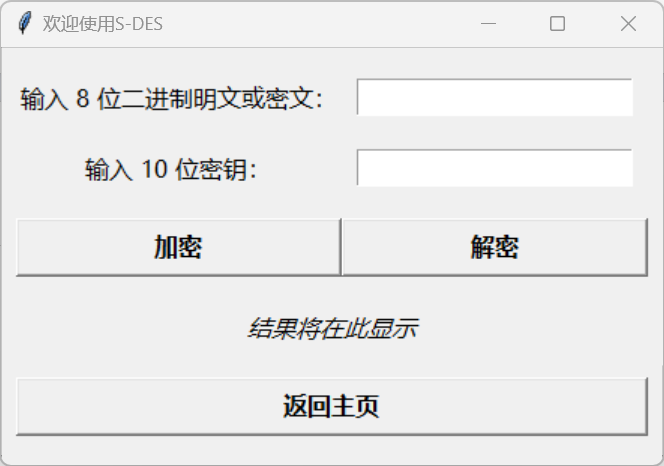 欢迎使用S-DES
输入 8 位二进制明文或密文：
输入 10 位密钥：
加密 解密
结果将在此显示
返回主页